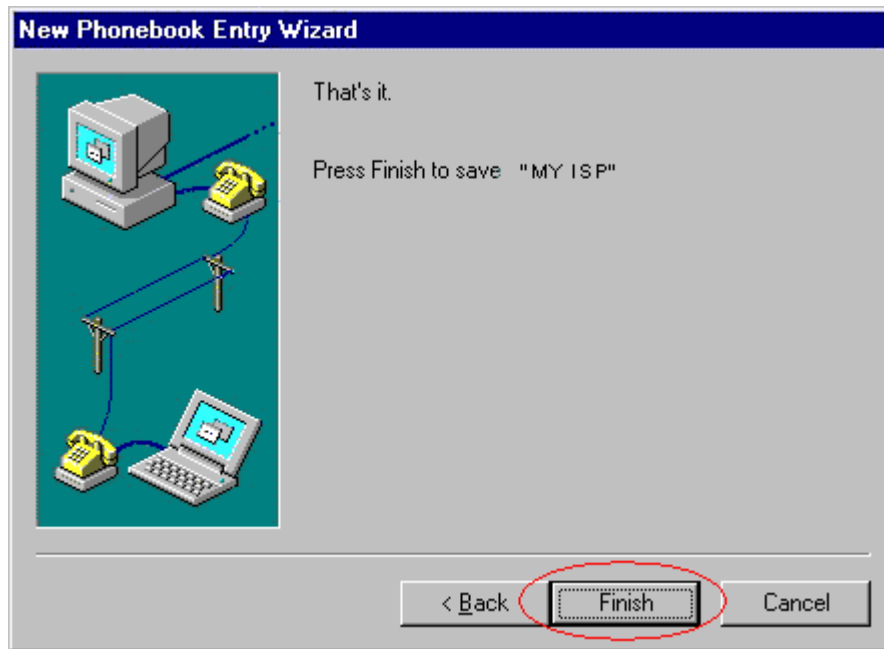 New Phonebook Entry Wizard
That's it.
Press Finish to save "MY ISP"
< Back Finish Cancel